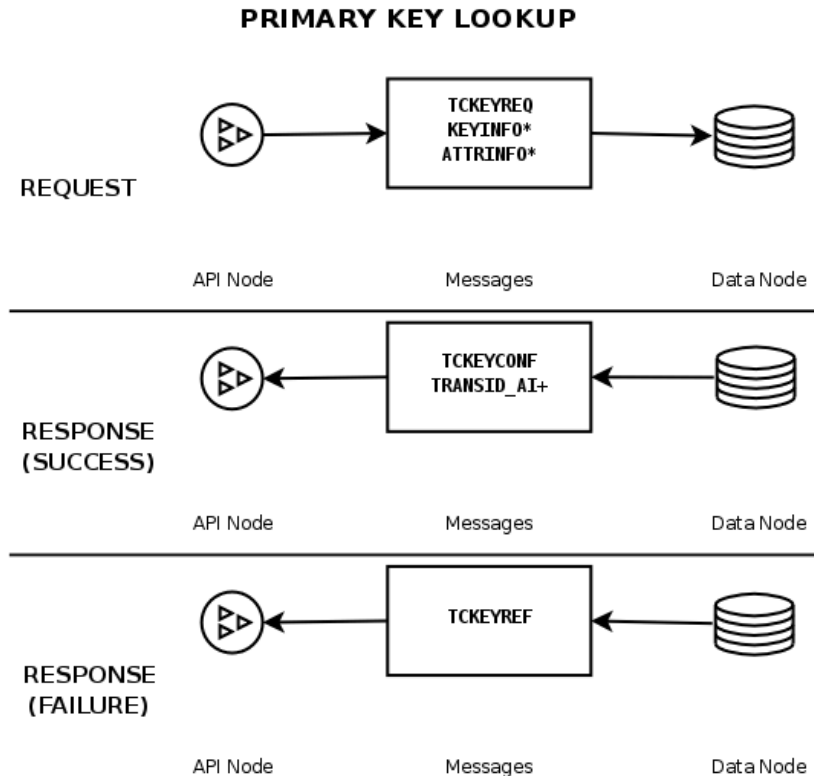 PRIMARY KEY LOOKUP
TCKEYREQ
KEYINFO*
ATTRINFO*
REQUEST
API Node
Messages
Data Node
TCKEYCONF
TRANSID_AI+
RESPONSE
(SUCCESS)
API Node
Messages
Data Node
TCKEYREF
RESPONSE
(FAILURE)
API Node
Messages
Data Node